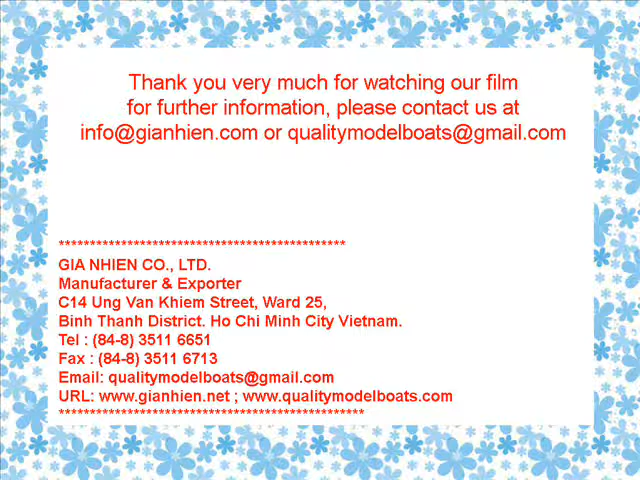 Thank you very much for watching our film
for further information, please contact us at
info@gianhien.com or qualitymodelboats@gmail.com
**********************************************
GIA NHIEN CO., LTD.
Manufacturer & Exporter
C14 Ung Van Khiem Street, Ward 25,
Binh Thanh District. Ho Chi Minh City Vietnam.
Tel : (84-8) 3511 6651
Fax : (84-8) 3511 6713
Email: qualitymodelboats@gmail.com
URL: www.gianhien.net ; www.qualitymodelboats.com
*************************************************